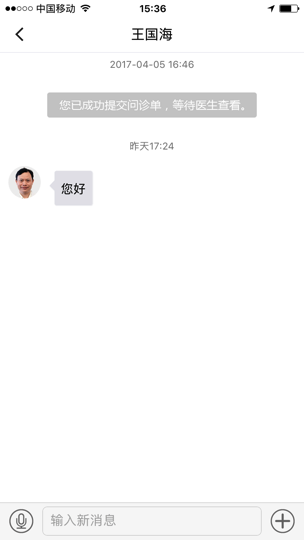 中国移动 15:36
王国海
2017-04-05 16:46
您已成功提交问诊单，等待医生查看。
昨天17:24
您好
输入新消息